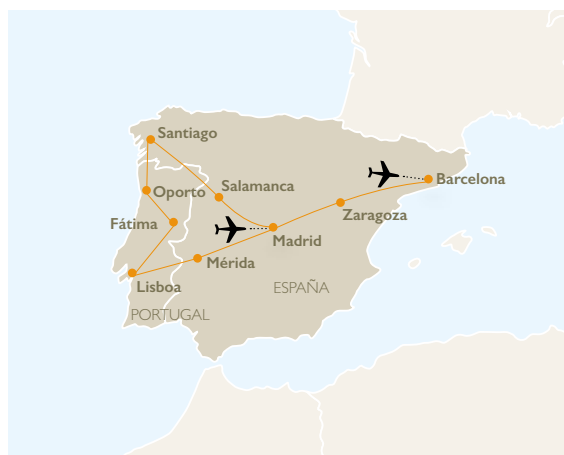 Santiago
Salamanca
Barcelona
Oporto
Zaragoza
Fátima
Madrid
Mérida
Lisboa
ESPAÑA
PORTUGAL